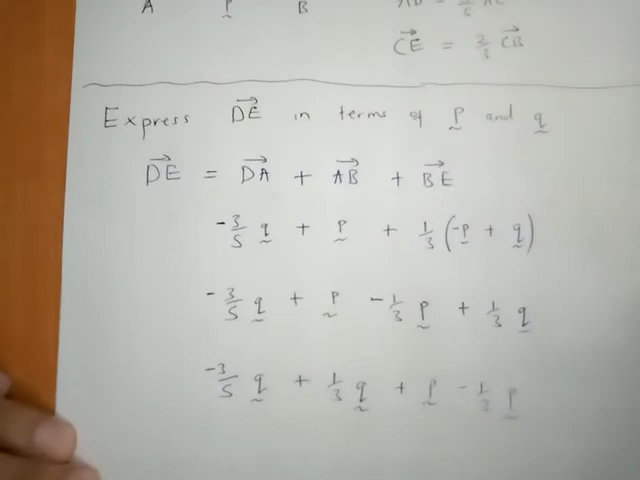 A p B
CE = 2/3 CB
Express DE in terms of p and q
DE = DA + AB + BE
-3/5 q + p + 1/3 (-p + q)
-3/5 q + p -1/3 p + 1/3 q
-3/5 q + 1/3 q + p - 1/3 p